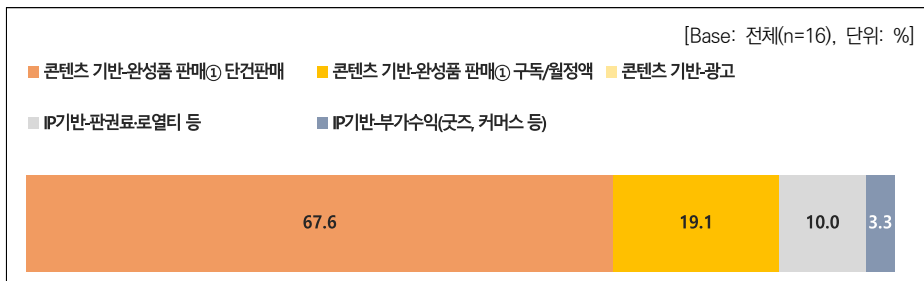 [Base: 전체(n=16), 단위: %]
콘텐츠 기반-완성품 판매① 단건판매 콘텐츠 기반-완성품 판매① 구독/월정액 콘텐츠 기반-광고
IP기반-판권료·로열티 등 IP기반-부가수익(굿즈, 커머스 등)
67.6 19.1 10.0 3.3